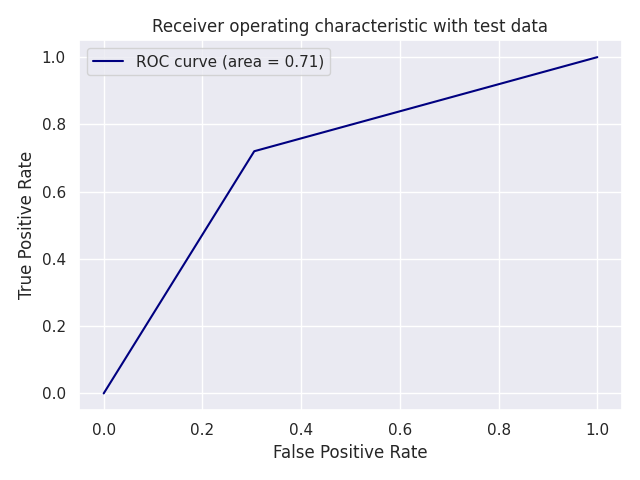 Receiver operating characteristic with test data
ROC curve (area = 0.71)
1.0
0.8
0.6
0.4
0.2
0.0
True Positive Rate
0.0 0.2 0.4 0.6 0.8 1.0
False Positive Rate